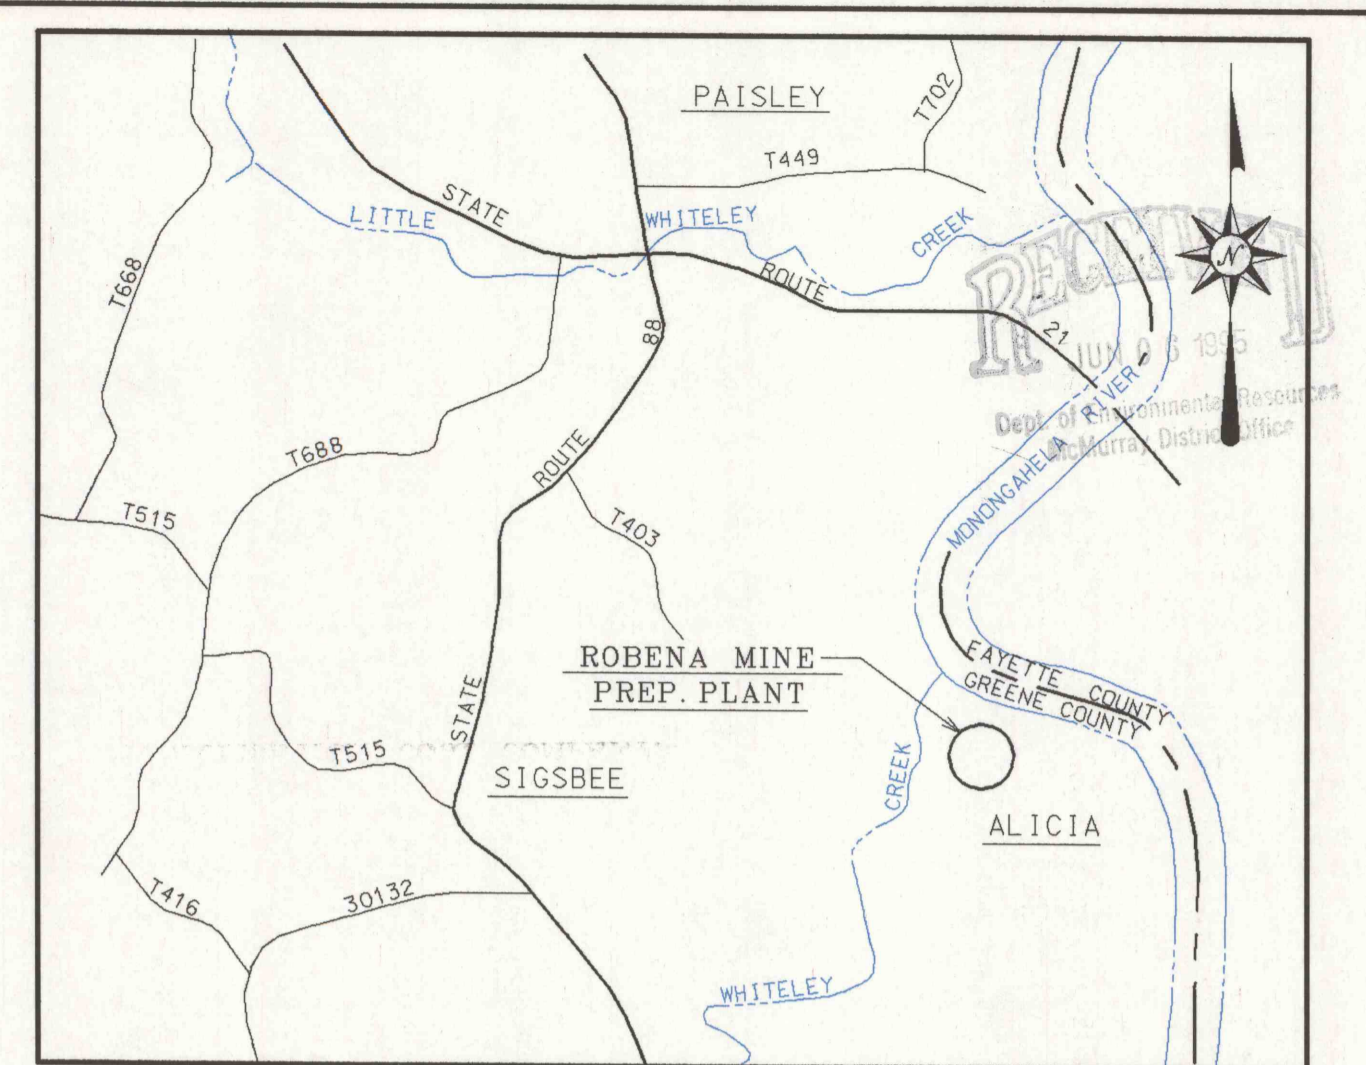 PAISLEY
T702
T449
STATE
LITTLE
WHITELEY
CREEK
ROUTE
21
88
T668
N
RECEIVED
JUN 06 1995
Dept. of Environmental Resources
McMurray District Office
MONONGAHELA RIVER
T688
ROUTE
T515
T403
ROBENA MINE
PREP. PLANT
FAYETTE COUNTY
GREENE COUNTY
STATE
T515
SIGSBEE
CREEK
ALICIA
T416
30132
WHITELEY